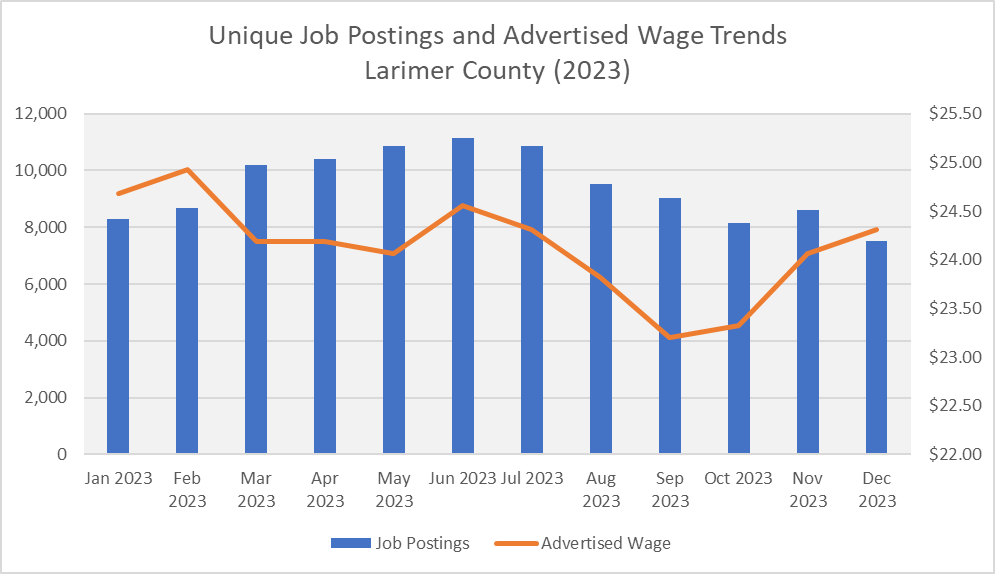 Unique Job Postings and Advertised Wage Trends
Larimer County (2023)
12,000
10,000
8,000
6,000
4,000
2,000
0
$25.50
$25.00
$24.50
$24.00
$23.50
$23.00
$22.50
$22.00
Jan 2023
Feb
2023
Mar
2023
Apr
2023
May
2023
Jun 2023
Jul 2023
Aug
2023
Sep
2023
Oct 2023
Nov
2023
Dec
2023
Job Postings
Advertised Wage